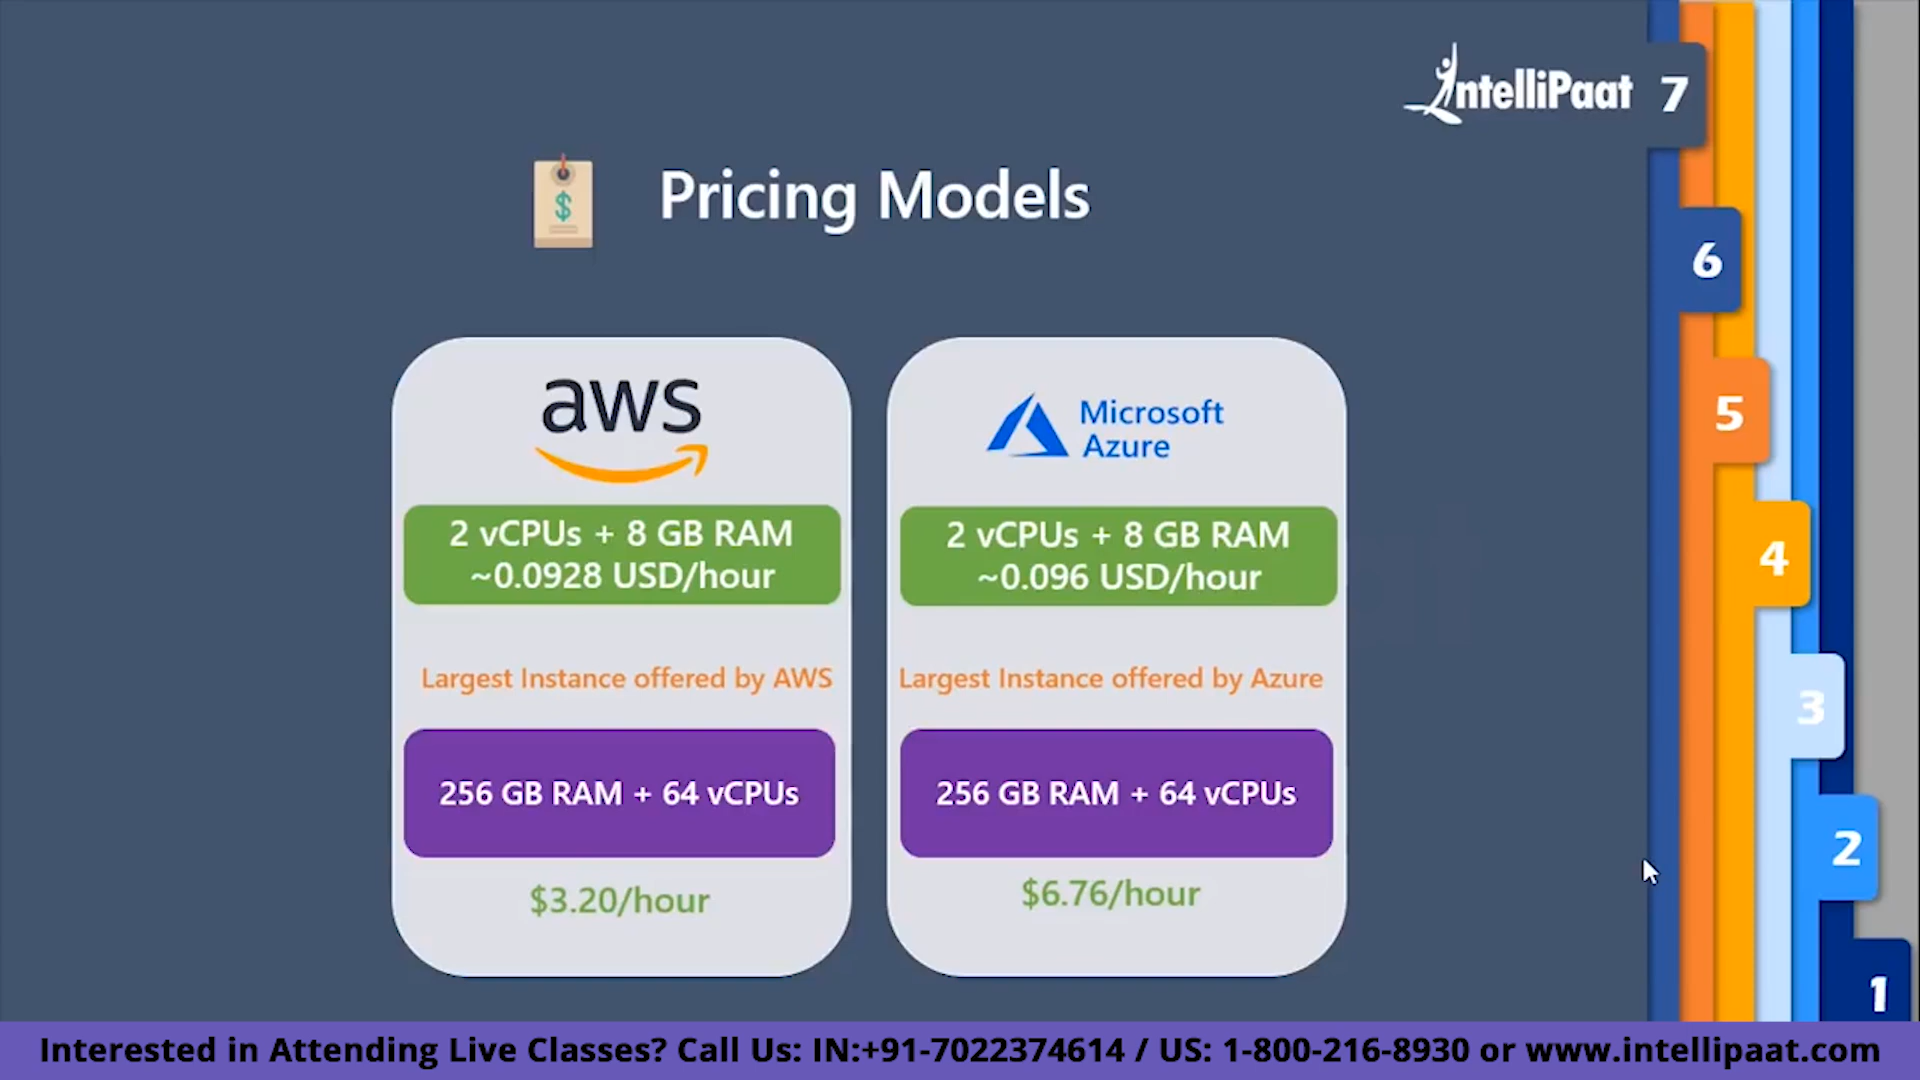 IntelliPaat
7
$
Pricing Models
6
5
4
3
2
1
aws
2 vCPUs + 8 GB RAM
~0.0928 USD/hour
Largest Instance offered by AWS
256 GB RAM + 64 vCPUs
$3.20/hour
Microsoft
Azure
2 vCPUs + 8 GB RAM
~0.096 USD/hour
Largest Instance offered by Azure
256 GB RAM + 64 vCPUs
$6.76/hour
Interested in Attending Live Classes? Call Us: IN:+91-7022374614 / US: 1-800-216-8930 or www.intellipaat.com